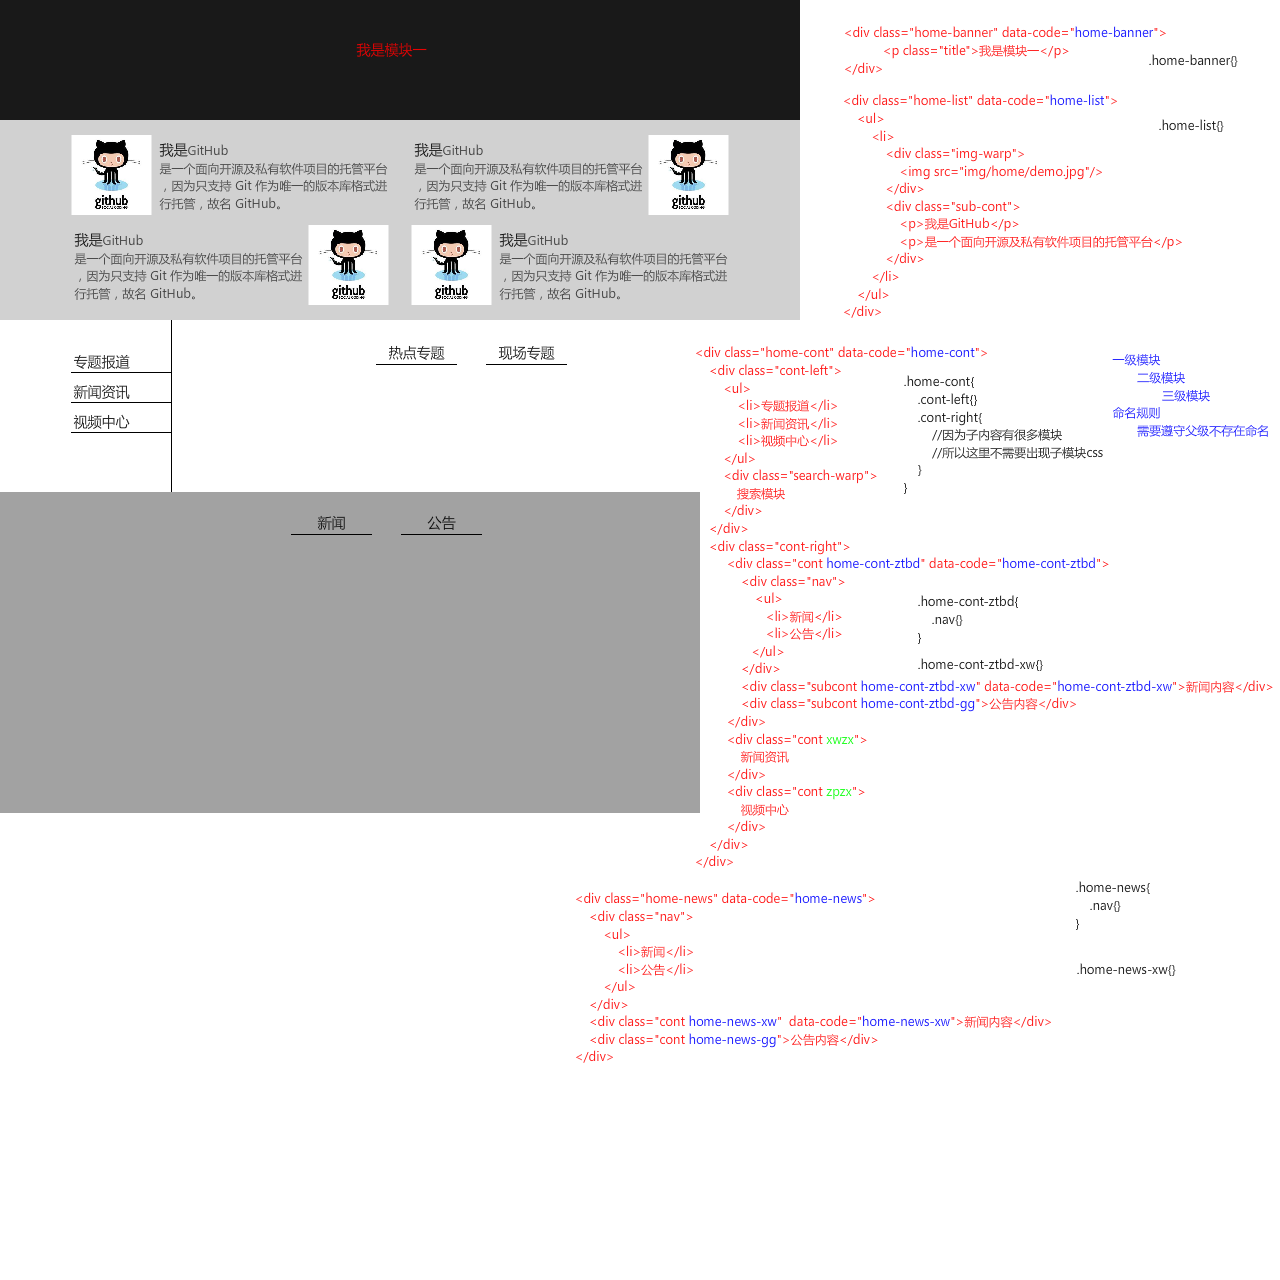 我是模块一
我是GitHub
是一个面向开源及私有软件项目的托管平台
，因为只支持 Git 作为唯一的版本库格式进
行托管，故名 GitHub。
github
SOCIAL CODING
我是GitHub
是一个面向开源及私有软件项目的托管平台
，因为只支持 Git 作为唯一的版本库格式进
行托管，故名 GitHub。
github
SOCIAL CODING
我是GitHub
是一个面向开源及私有软件项目的托管平台
，因为只支持 Git 作为唯一的版本库格式进
行托管，故名 GitHub。
github
SOCIAL CODING
我是GitHub
是一个面向开源及私有软件项目的托管平台
，因为只支持 Git 作为唯一的版本库格式进
行托管，故名 GitHub。
github
SOCIAL CODING
专题报道
新闻资讯
视频中心
热点专题
现场专题
新闻
公告
<div class="home-banner" data-code="home-banner">
<p class="title">我是模块一</p>
</div>
.home-banner{}
<div class="home-list" data-code="home-list">
<ul>
<li>
<div class="img-warp">
<img src="img/home/demo.jpg"/>
</div>
<div class="sub-cont">
<p>我是GitHub</p>
<p>是一个面向开源及私有软件项目的托管平台</p>
</div>
</li>
</ul>
</div>
.home-list{}
<div class="home-cont" data-code="home-cont">
<div class="cont-left">
<ul>
<li>专题报道</li>
<li>新闻资讯</li>
<li>视频中心</li>
</ul>
<div class="search-warp">
搜索模块
</div>
</div>
<div class="cont-right">
<div class="cont home-cont-ztbd" data-code="home-cont-ztbd">
<div class="nav">
<ul>
<li>新闻</li>
<li>公告</li>
</ul>
</div>
<div class="subcont home-cont-ztbd-xw" data-code="home-cont-ztbd-xw">新闻内容</div>
<div class="subcont home-cont-ztbd-gg">公告内容</div>
</div>
<div class="cont xwzx">
新闻资讯
</div>
<div class="cont zpzx">
视频中心
</div>
</div>
</div>
.home-cont{
.cont-left{}
.cont-right{
//因为子内容有很多模块
//所以这里不需要出现子模块css
}
}
一级模块
二级模块
三级模块
命名规则
需要遵守父级不存在命名
.home-cont-ztbd{
.nav{}
}
.home-cont-ztbd-xw{}
<div class="home-news" data-code="home-news">
<div class="nav">
<ul>
<li>新闻</li>
<li>公告</li>
</ul>
</div>
<div class="cont home-news-xw"  data-code="home-news-xw">新闻内容</div>
<div class="cont home-news-gg">公告内容</div>
</div>
.home-news{
.nav{}
}
.home-news-xw{}